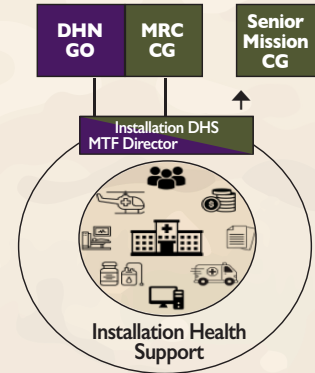 DHN
GO
MRC
CG
Senior
Mission
CG
Installation DHS
MTF Director
Installation Health
Support